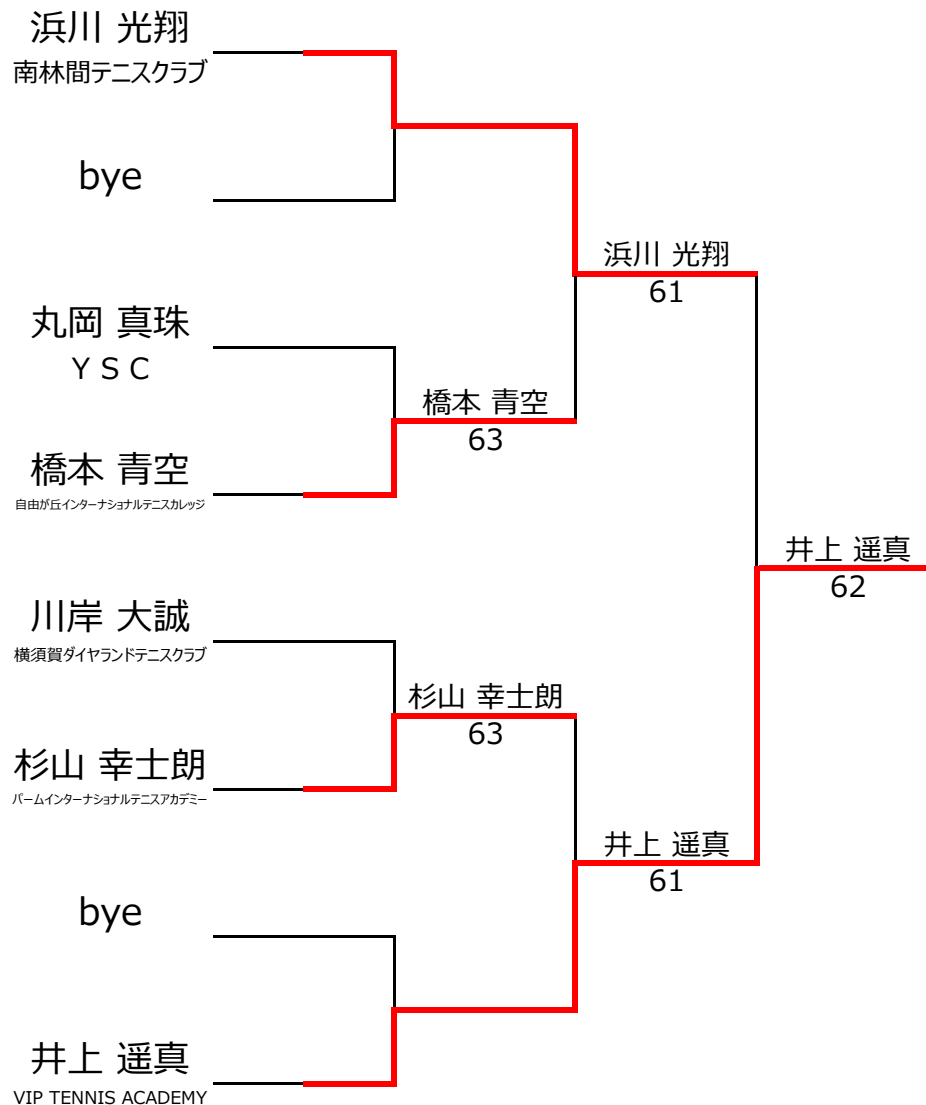 浜川 光翔
南林間テニスクラブ
bye
浜川 光翔
61
丸岡 真珠
ＹＳＣ
橋本 青空
63
橋本 青空
自由が丘インターナショナルテニスカレッジ
井上 遥真
62
川岸 大誠
横須賀ダイヤランドテニスクラブ
杉山 幸士朗
63
杉山 幸士朗
パームインターナショナルテニスアカデミー
井上 遥真
61
bye
井上 遥真
VIP TENNIS ACADEMY